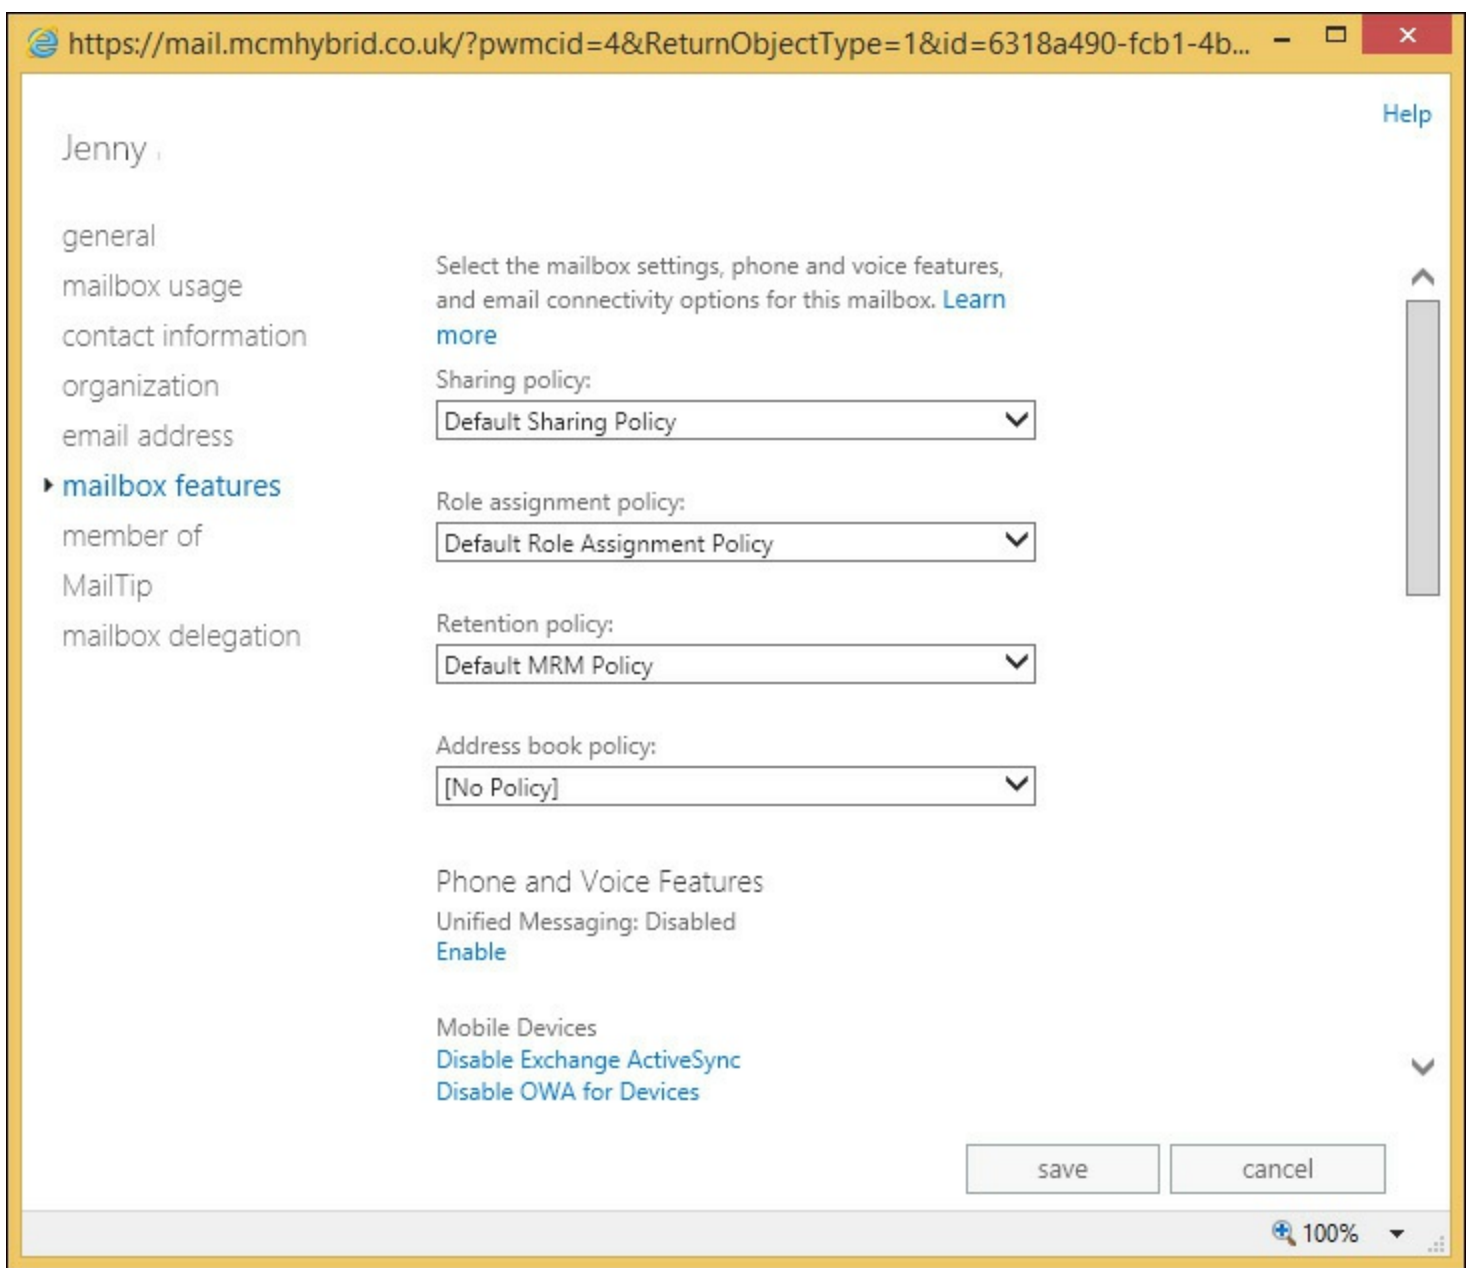 https://mail.mcmhybrid.co.uk/?pwmcid=4&ReturnObjectType=1&id=6318a490-fcb1-4b...
Help
Jenny
general
mailbox usage
contact information
organization
email address
mailbox features
member of
MailTip
mailbox delegation
Select the mailbox settings, phone and voice features,
and email connectivity options for this mailbox. Learn
more
Sharing policy:
Default Sharing Policy
Role assignment policy:
Default Role Assignment Policy
Retention policy:
Default MRM Policy
Address book policy:
[No Policy]
Phone and Voice Features
Unified Messaging: Disabled
Enable
Mobile Devices
Disable Exchange ActiveSync
Disable OWA for Devices
save
cancel
100%